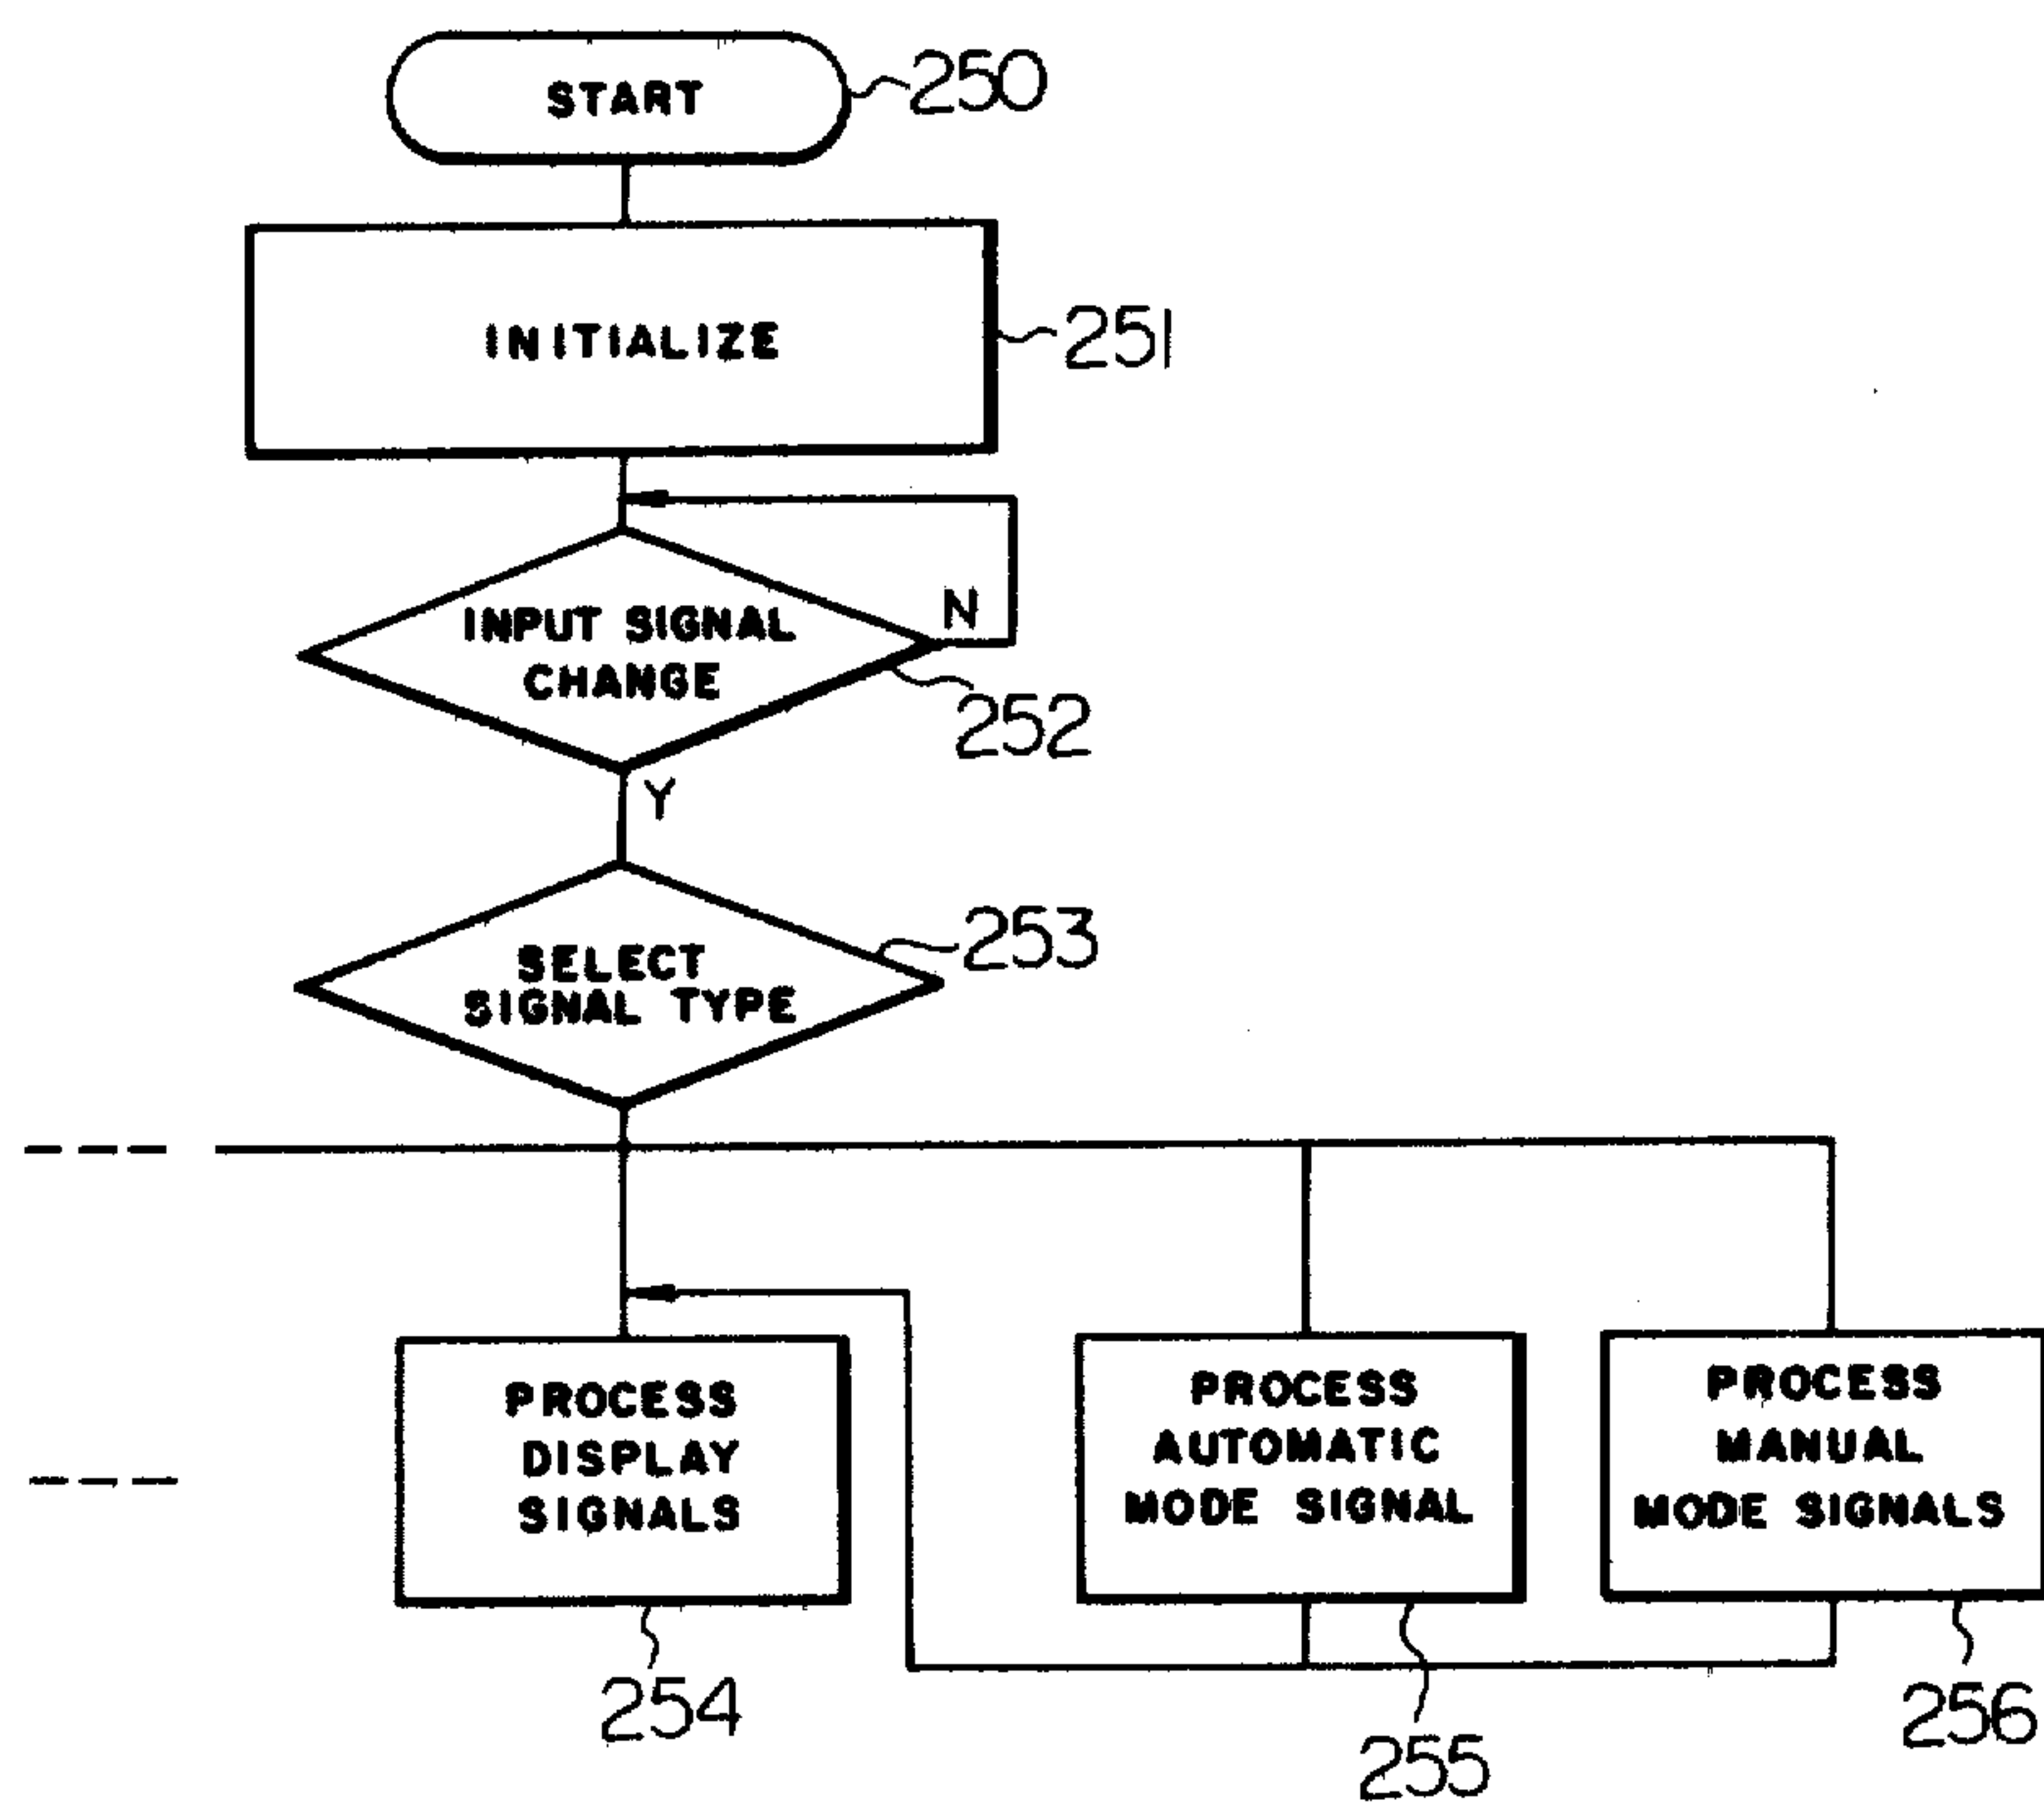 START
250
INITIALIZE
251
N
INPUT SIGNAL
CHANGE
252
Y
253
SELECT
SIGNAL TYPE
PROCESS
DISPLAY
SIGNALS
PROCESS
AUTOMATIC
MODE SIGNAL
PROCESS
MANUAL
MODE SIGNALS
254
255
256